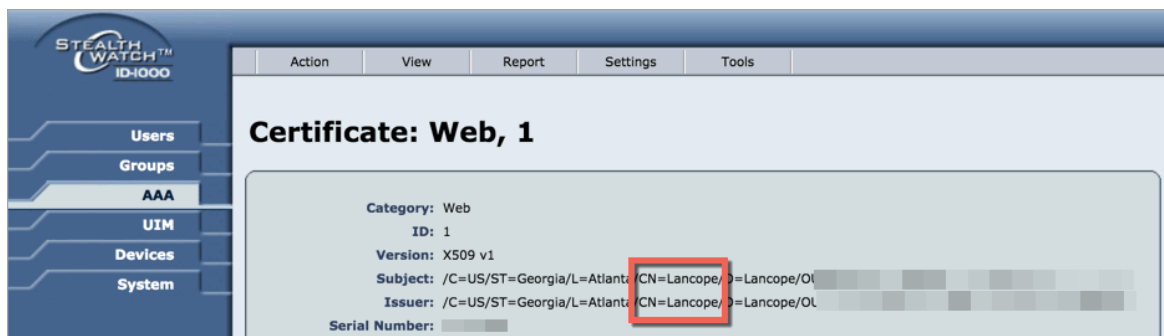 STEALTH
WATCH™
ID-1000
Action View Report Settings Tools
Users
Groups
AAA
UIM
Devices
System
Certificate: Web, 1
Category: Web
ID: 1
Version: X509 v1
Subject: /C=US/ST=Georgia/L=Atlanta/CN=Lancope/O=Lancope/OU
Issuer: /C=US/ST=Georgia/L=Atlanta/CN=Lancope/O=Lancope/OU
Serial Number: